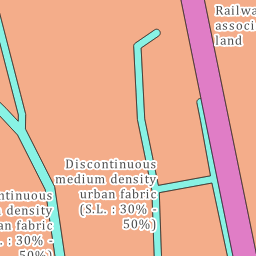 Railwa
associ
land
Discontinuous
medium density
urban fabric
(S.L. : 30% -
50%)
ntinuous
density
an fabric
. : 30% -
50%)